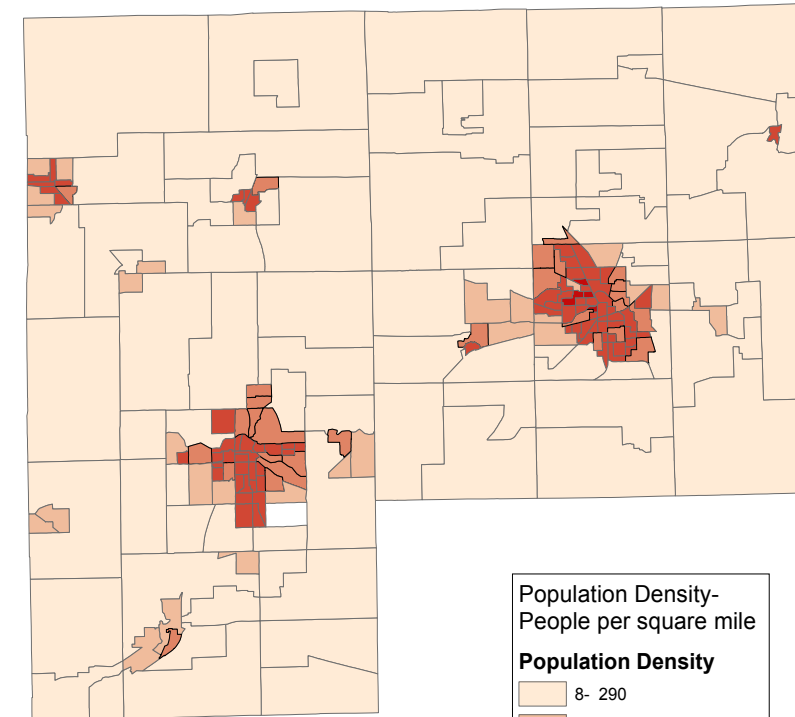 Population Density-
People per square mile
Population Density
8- 290